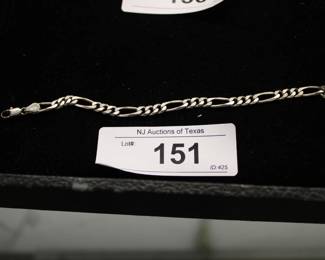 NJ Auctions of Texas
Lot#:
151
ID:425